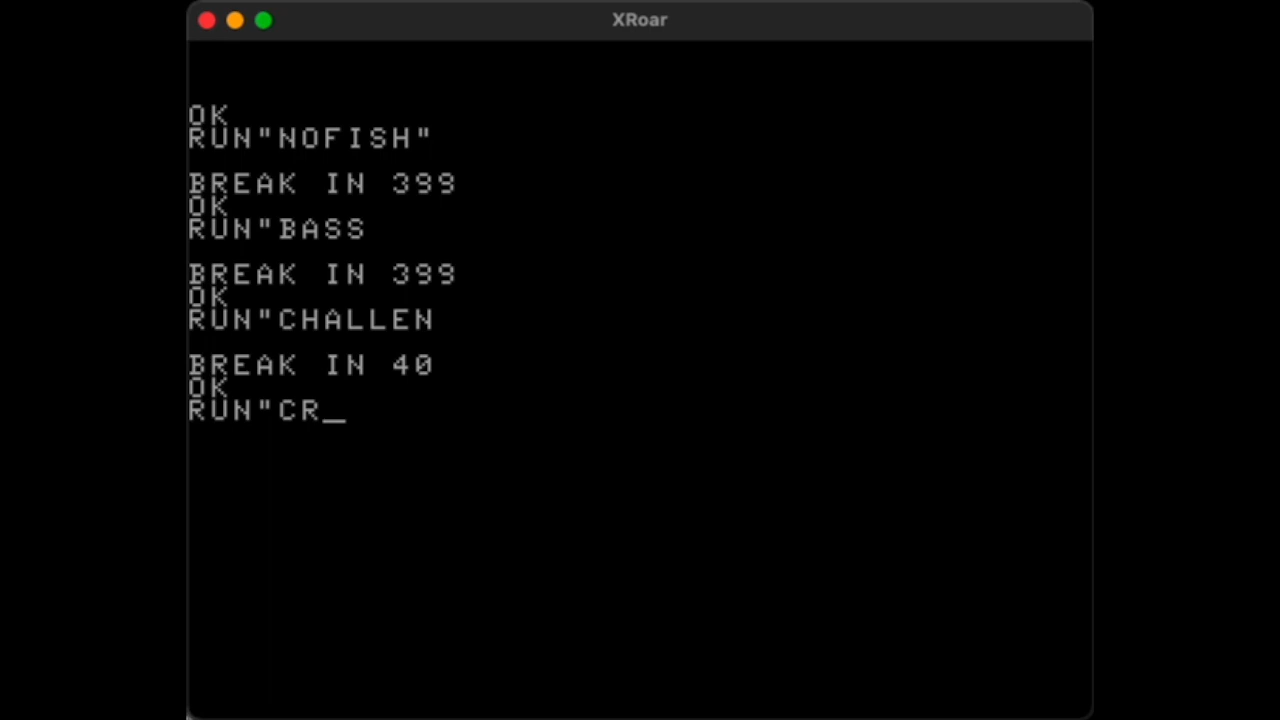 XRoar
OK
RUN"NOFISH"
BREAK IN 399
OK
RUN"BASS
BREAK IN 399
OK
RUN"CHALLEN
BREAK IN 40
OK
RUN"CR_